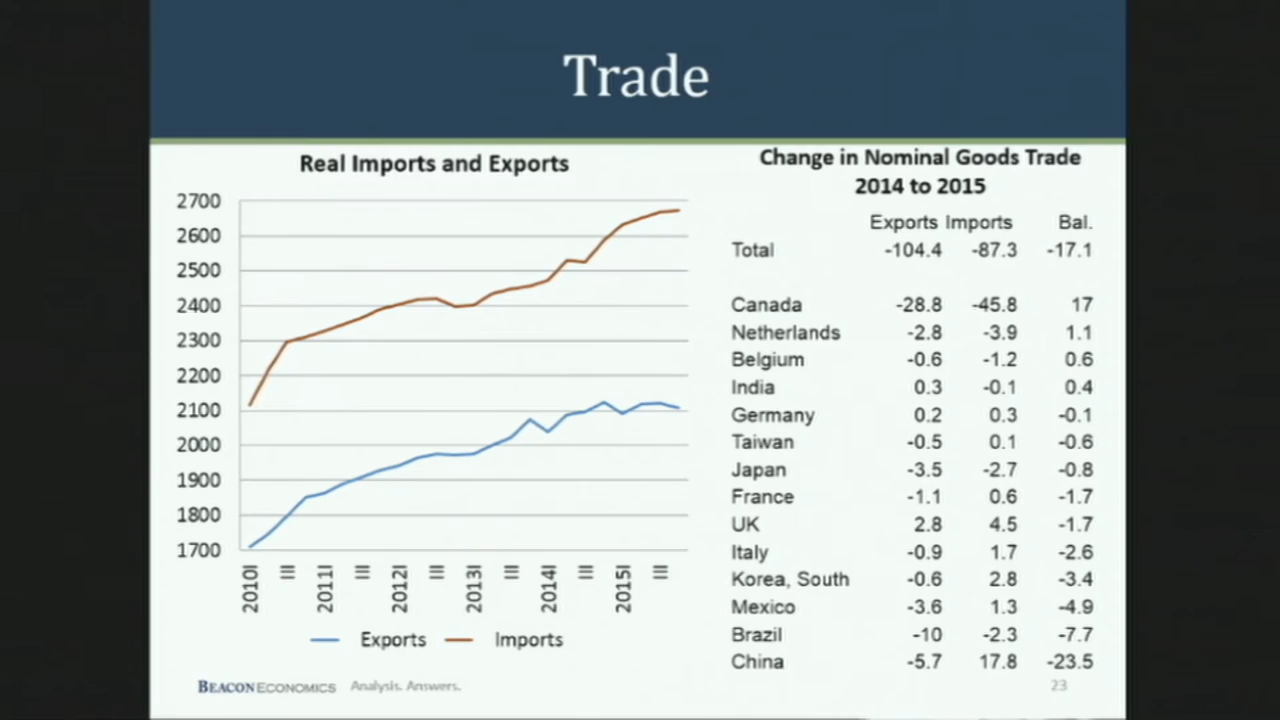 Trade
Real Imports and Exports
2700
2600
2500
2400
2300
2200
2100
2000
1900
1800
1700
2010I
III
2011I
III
2012I
III
2013I
III
2014I
III
2015I
III
Exports Imports
Change in Nominal Goods Trade
2014 to 2015
Exports Imports Bal.
Total -104.4 -87.3 -17.1
Canada -28.8 -45.8 17
Netherlands -2.8 -3.9 1.1
Belgium -0.6 -1.2 0.6
India 0.3 -0.1 0.4
Germany 0.2 0.3 -0.1
Taiwan -0.5 0.1 -0.6
Japan -3.5 -2.7 -0.8
France -1.1 0.6 -1.7
UK 2.8 4.5 -1.7
Italy -0.9 1.7 -2.6
Korea, South -0.6 2.8 -3.4
Mexico -3.6 1.3 -4.9
Brazil -10 -2.3 -7.7
China -5.7 17.8 -23.5
BEACON ECONOMICS Analysis. Answers. 23